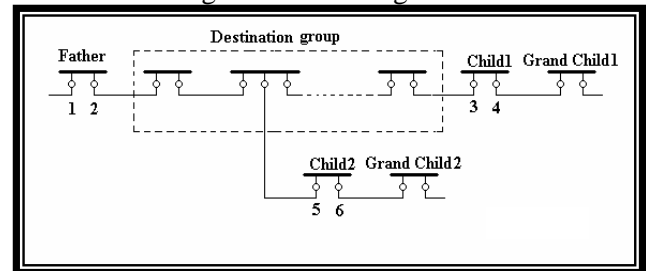 Destination group
Father
Child1 Grand Child1
1 2
3 4
Child2 Grand Child2
5 6